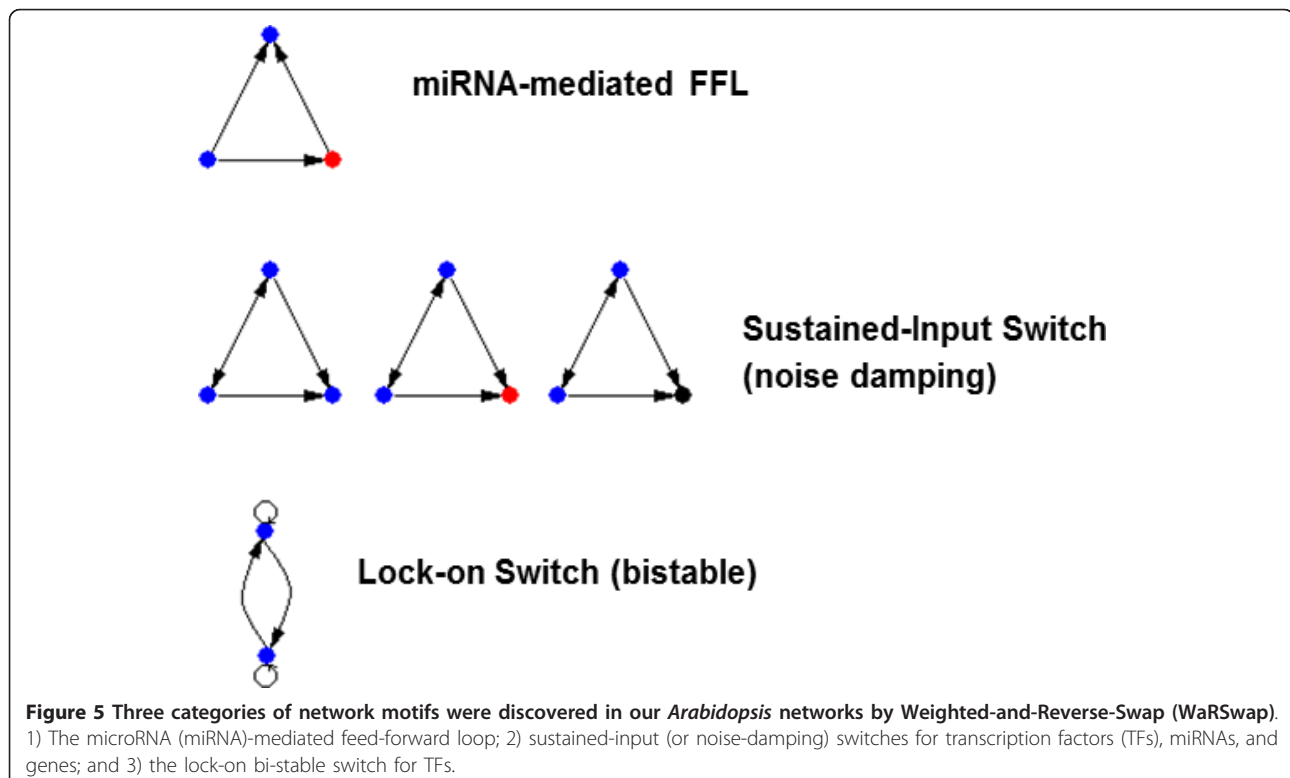 miRNA-mediated FFL
Sustained-Input Switch
(noise damping)
Lock-on Switch (bistable)
Figure 5 Three categories of network motifs were discovered in our Arabidopsis networks by Weighted-and-Reverse-Swap (WaRSwap).
1) The microRNA (miRNA)-mediated feed-forward loop; 2) sustained-input (or noise-damping) switches for transcription factors (TFs), miRNAs, and
genes; and 3) the lock-on bi-stable switch for TFs.